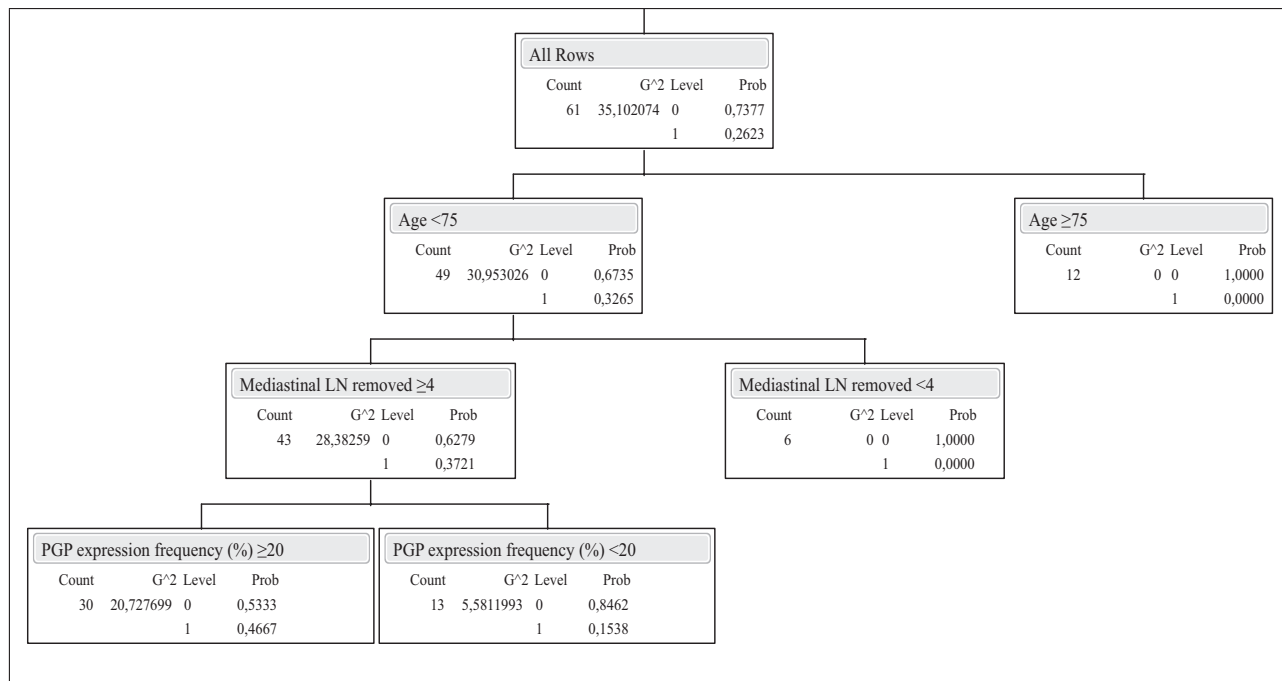 All Rows
Count G^2 Level Prob
61 35,102074 0 0,7377
1 0,2623
Age <75
Count G^2 Level Prob
49 30,953026 0 0,6735
1 0,3265
Age ≥75
Count G^2 Level Prob
12 0 0 1,0000
1 0,0000
Mediastinal LN removed ≥4
Count G^2 Level Prob
43 28,38259 0 0,6279
1 0,3721
Mediastinal LN removed <4
Count G^2 Level Prob
6 0 0 1,0000
1 0,0000
PGP expression frequency (%) ≥20
Count G^2 Level Prob
30 20,727699 0 0,5333
1 0,4667
PGP expression frequency (%) <20
Count G^2 Level Prob
13 5,5811993 0 0,8462
1 0,1538